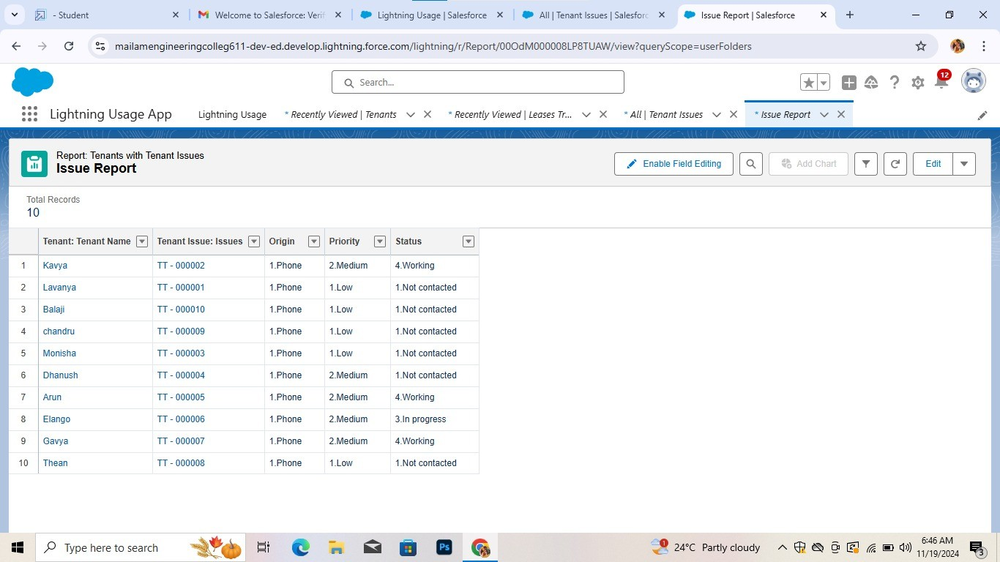 - Student
Welcome to Salesforce: Verif
Lightning Usage | Salesforce
All | Tenant Issues | Salesforc
Issue Report | Salesforce
mailamengineeringcolleg611-dev-ed.develop.lightning.force.com/lightning/r/Report/00OdM000008LP8TUAW/view?queryScope=userFolders
Search...
12
Lightning Usage App
Lightning Usage
* Recently Viewed | Tenants
* Recently Viewed | Leases Tr...
* All | Tenant Issues
* Issue Report
Report: Tenants with Tenant Issues
Issue Report
Enable Field Editing
Add Chart
Edit
Total Records
10
Tenant: Tenant Name Tenant Issue: Issues Origin Priority Status
1 Kavya TT - 000002 1.Phone 2.Medium 4.Working
2 Lavanya TT - 000001 1.Phone 1.Low 1.Not contacted
3 Balaji TT - 000010 1.Phone 1.Low 1.Not contacted
4 chandru TT - 000009 1.Phone 1.Low 1.Not contacted
5 Monisha TT - 000003 1.Phone 1.Low 1.Not contacted
6 Dhanush TT - 000004 1.Phone 2.Medium 1.Not contacted
7 Arun TT - 000005 1.Phone 2.Medium 4.Working
8 Elango TT - 000006 1.Phone 2.Medium 3.In progress
9 Gavya TT - 000007 1.Phone 2.Medium 4.Working
10 Thean TT - 000008 1.Phone 1.Low 1.Not contacted
Type here to search
Ps
1
24°C Partly cloudy
6:46 AM
11/19/2024
3